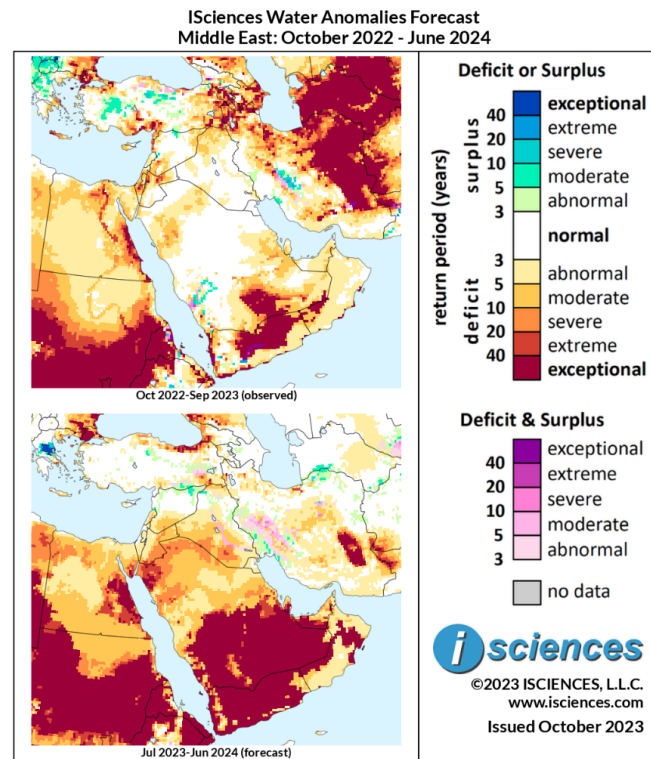 ISciences Water Anomalies Forecast
Middle East: October 2022 - June 2024
Oct 2022-Sep 2023 (observed)
Jul 2023-Jun 2024 (forecast)
Deficit or Surplus
return period (years)
surplus
deficit
exceptional
40
extreme
20
severe
10
moderate
5
abnormal
3
normal
3
abnormal
5
moderate
10
severe
20
extreme
40
exceptional
Deficit & Surplus
exceptional
40
extreme
20
severe
10
moderate
5
abnormal
3
no data
i sciences
©2023 ISCIENCES, L.L.C.
www.isciences.com
Issued October 2023